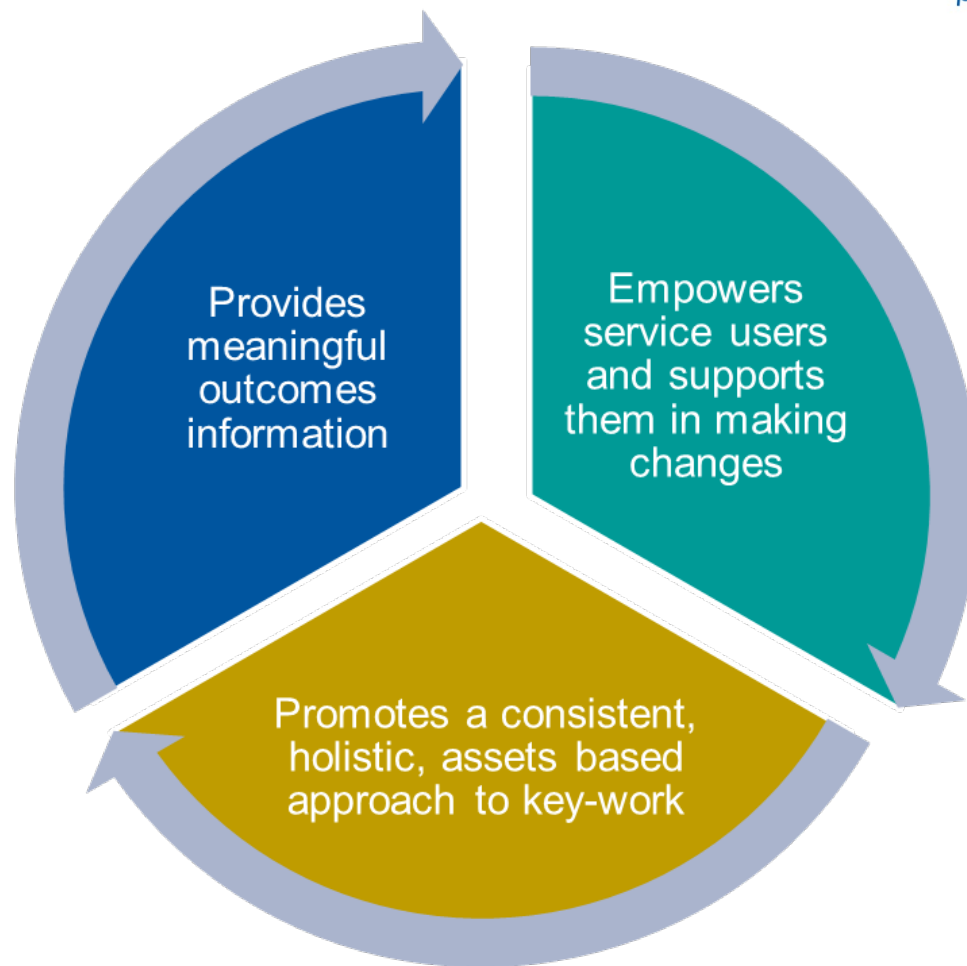 Provides
meaningful
outcomes
information
Empowers
service users
and supports
them in making
changes
Promotes a consistent,
holistic, assets based
approach to key-work